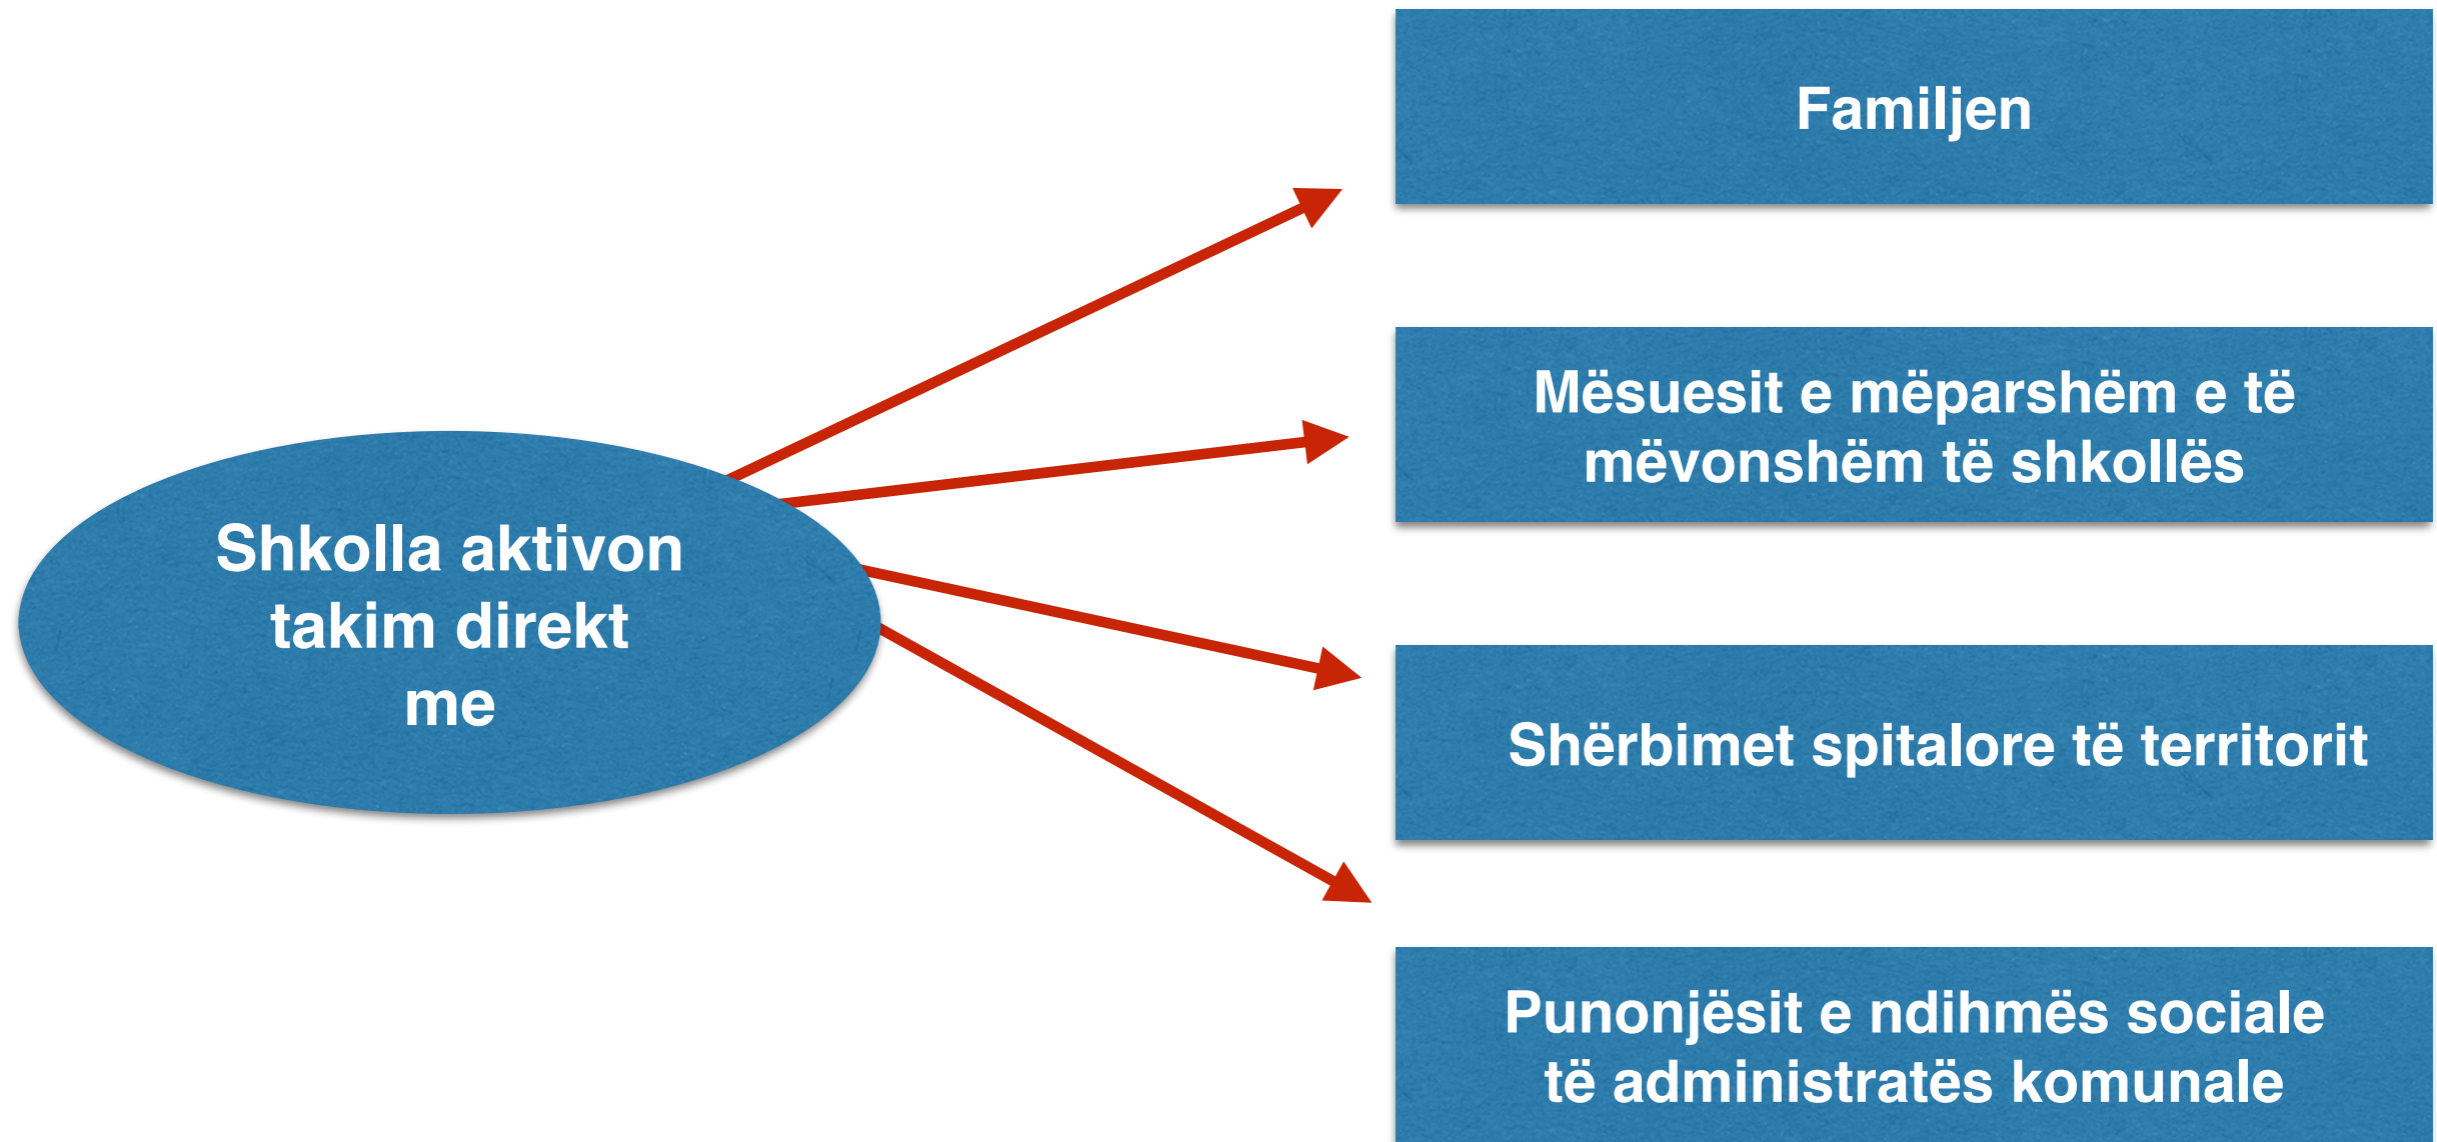 Familjen
Mësuesit e mëparshëm e të
mëvonshëm të shkollës
Shkolla aktivon
takim direkt
me
Shërbimet spitalore të territorit
Punonjësit e ndihmës sociale
të administratës komunale